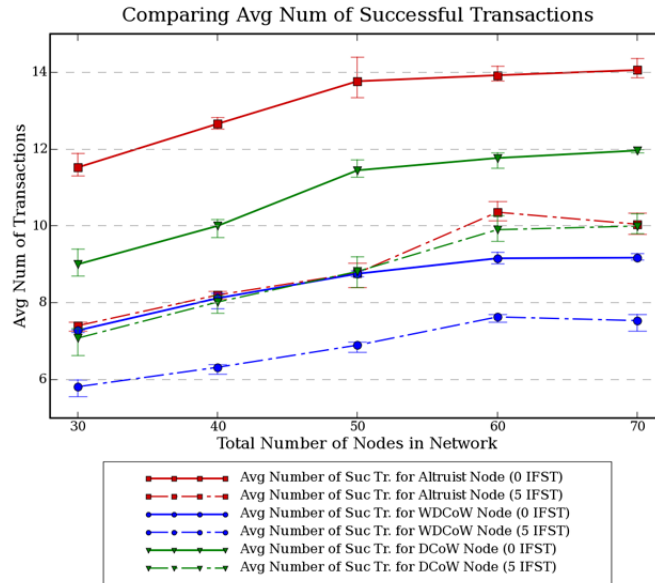 Comparing Avg Num of Successful Transactions
14
12
10
8
6
Avg Num of Transactions
30 40 50 60 70
Total Number of Nodes in Network
Avg Number of Suc Tr. for Altruist Node (0 IFST)
Avg Number of Suc Tr. for Altruist Node (5 IFST)
Avg Number of Suc Tr. for WDCoW Node (0 IFST)
Avg Number of Suc Tr. for WDCoW Node (5 IFST)
Avg Number of Suc Tr. for DCoW Node (0 IFST)
Avg Number of Suc Tr. for DCoW Node (5 IFST)